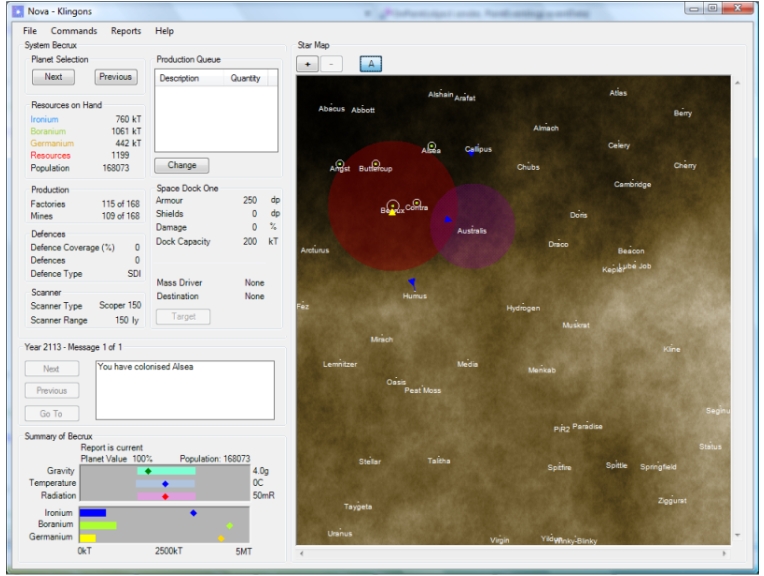 Nova - Klingons
File Commands Reports Help
System Becrux
Planet Selection
Next Previous
Production Queue
Description Quantity
Change
Resources on Hand
Ironium 760 kT
Boranium 1061 kT
Germanium 442 kT
Resources 1199
Population 168073
Production
Factories 115 of 168
Mines 109 of 168
Defences
Defence Coverage (%) 0
Defences 0
Defence Type SDI
Scanner
Scanner Type Scoper 150
Scanner Range 150 ly
Space Dock One
Armour 250 dp
Shields 0 dp
Damage 0 %
Dock Capacity 200 kT
Mass Driver None
Destination None
Target
Year 2113 - Message 1 of 1
Next
Previous
Go To
You have colonised Alsea
Summary of Becrux
Report is current
Planet Value 100% Population: 168073
Gravity 4.0g
Temperature 0C
Radiation 50mR
Ironium
Boranium
Germanium
0kT 2500kT 5MT
Star Map
+ - A
Alshain Arafat Atlas
Abacus Abbott Berry
Almach
Alsea Callipus Celery
Angst Buttercup Chubs Cherry
Cambridge
Becrux Contra Doris
Australis
Arcturus Draco Beacon
Kepler Lube Job
Humus
Fez Hydrogen
Muskrat
Mirach Kline
Lemnitzer Media Menkab
Oasis
Peat Moss
Seginu
PiR2 Paradise
Status
Stellar Talitha Spitfire Spittle Springfield
Ziggurat
Taygeta
Uranus Virgin Winky-Blinky